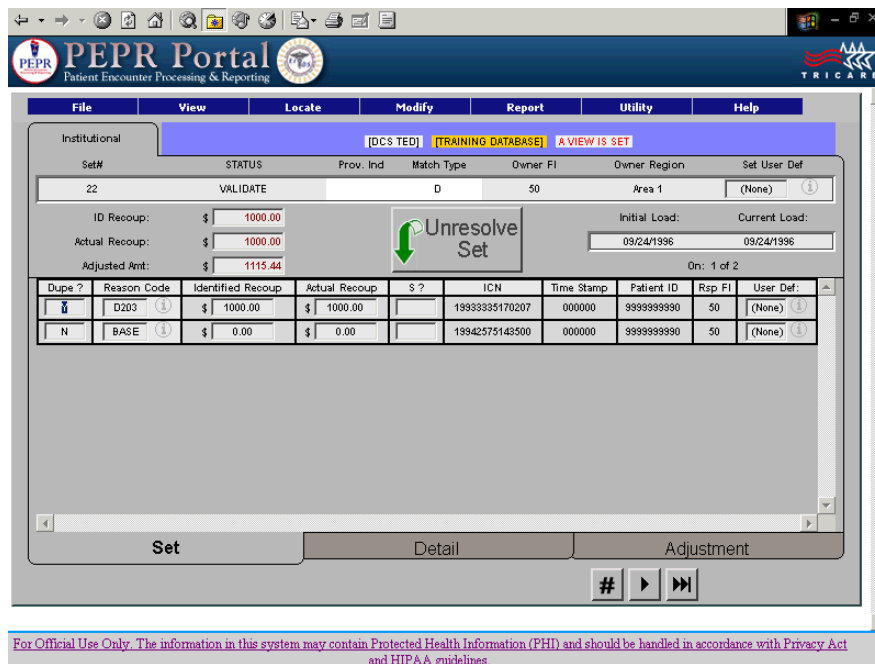 PEPR
PEPR Portal
Patient Encounter Processing & Reporting
TRICARE
File View Locate Modify Report Utility Help
Institutional
[DCS TED] [TRAINING DATABASE] A VIEW IS SET
Set# STATUS Prov. Ind Match Type Owner FI Owner Region Set User Def
22 VALIDATE D 50 Area 1 (None)
ID Recoup: $ 1000.00
Actual Recoup: $ 1000.00
Adjusted Amt: $ 1115.44
Unresolve
Set
Initial Load: Current Load:
09/24/1996 09/24/1996
On: 1 of 2
Dupe ? Reason Code Identified Recoup Actual Recoup S ? ICN Time Stamp Patient ID Rsp FI User Def:
Y D203 $ 1000.00 $ 1000.00 19933335170207 000000 9999999990 50 (None)
N BASE $ 0.00 $ 0.00 19942575143500 000000 9999999990 50 (None)
Set Detail Adjustment
#
For Official Use Only. The information in this system may contain Protected Health Information (PHI) and should be handled in accordance with Privacy Act
and HIPAA guidelines.